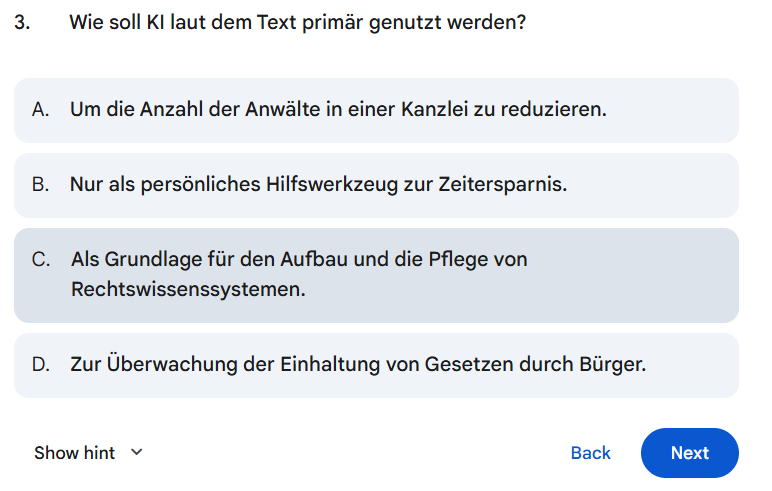 3. Wie soll KI laut dem Text primär genutzt werden?
A. Um die Anzahl der Anwälte in einer Kanzlei zu reduzieren.
B. Nur als persönliches Hilfswerkzeug zur Zeitersparnis.
C. Als Grundlage für den Aufbau und die Pflege von
Rechtswissenssystemen.
D. Zur Überwachung der Einhaltung von Gesetzen durch Bürger.
Show hint Back Next